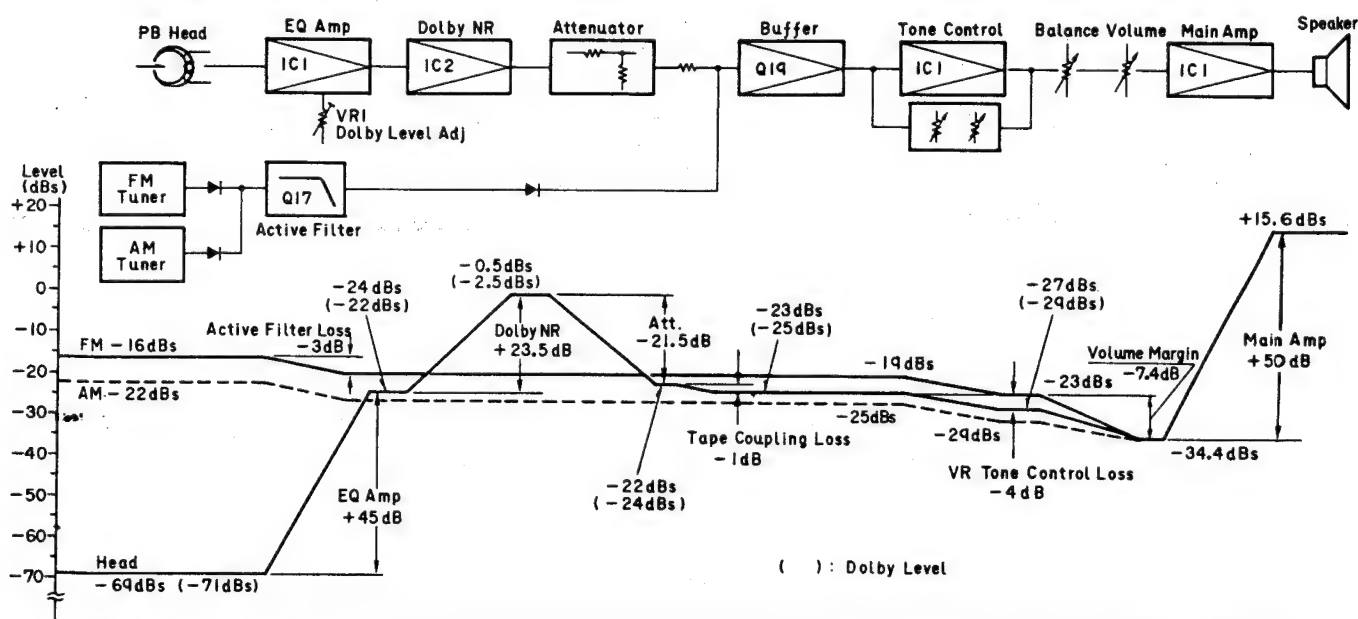 PB Head
EQ Amp
IC1
VR1
Dolby Level Adj
Dolby NR
IC2
Attenuator
Buffer
Q19
Tone Control
IC1
Balance Volume
Main Amp
IC1
Speaker
FM
Tuner
AM
Tuner
Q17
Active Filter
Level
(dBs)
+20
+10
0
-10
-20
-30
-40
-50
-60
-70
FM -16dBs
AM -22dBs
Head
-69dBs (-71dBs)
Active Filter Loss
-3dB
-24dBs
(-22dBs)
EQ Amp
+45dB
-0.5dBs
(-2.5dBs)
Dolby NR
+23.5dB
Att.
-21.5dB
-23dBs
(-25dBs)
Tape Coupling Loss
-1dB
-22dBs
(-24dBs)
-19dBs
-25dBs
-27dBs
(-29dBs)
-23dBs
-29dBs
VR Tone Control Loss
-4dB
Volume Margin
-7.4dB
-34.4dBs
+15.6dBs
Main Amp
+50dB
( ): Dolby Level